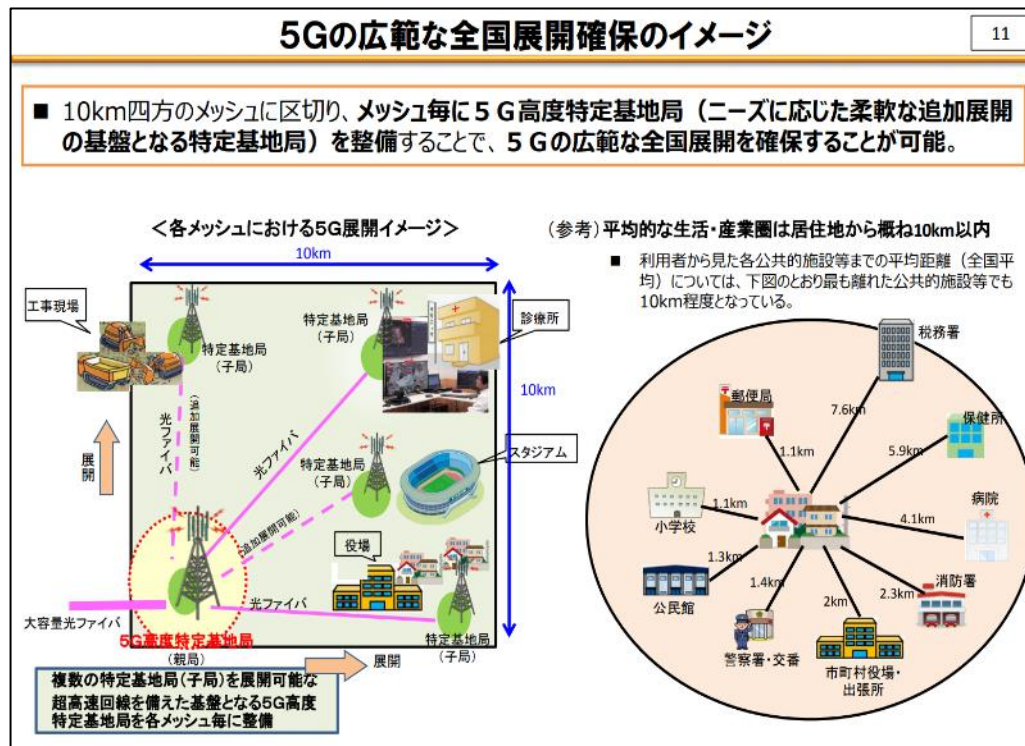 5Gの広範な全国展開確保のイメージ
11
■ 10km四方のメッシュに区切り、メッシュ毎に5G高度特定基地局（ニーズに応じた柔軟な追加展開
の基盤となる特定基地局）を整備することで、5Gの広範な全国展開を確保することが可能。
＜各メッシュにおける5G展開イメージ＞
10km
工事現場
特定基地局
（子局）
特定基地局
（子局）
診療所
10km
光ファイバ
（追加展開可能）
光ファイバ
展開
特定基地局
（子局）
スタジアム
（追加展開可能）
役場
光ファイバ
大容量光ファイバ
5G高度特定基地局
（親局）
特定基地局
（子局）
展開
複数の特定基地局（子局）を展開可能な
超高速回線を備えた基盤となる5G高度
特定基地局を各メッシュ毎に整備
（参考）平均的な生活・産業圏は居住地から概ね10km以内
■ 利用者から見た各公共的施設等までの平均距離（全国
平均）については、下図のとおり最も離れた公共的施設等でも
10km程度となっている。
税務署
郵便局
7.6km
保健所
1.1km
5.9km
病院
1.1km
小学校
4.1km
1.3km
公民館
1.4km
2km
2.3km
消防署
警察署・交番
市町村役場・
出張所